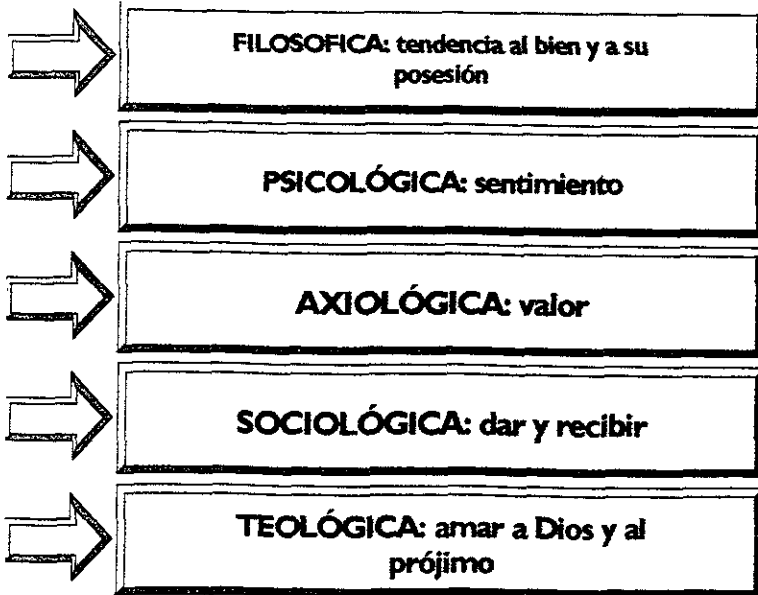 FILOSOFICA: tendencia al bien y a su
posesión
PSICOLÓGICA: sentimiento
AXIOLÓGICA: valor
SOCIOLÓGICA: dar y recibir
TEOLÓGICA: amar a Dios y al
prójimo